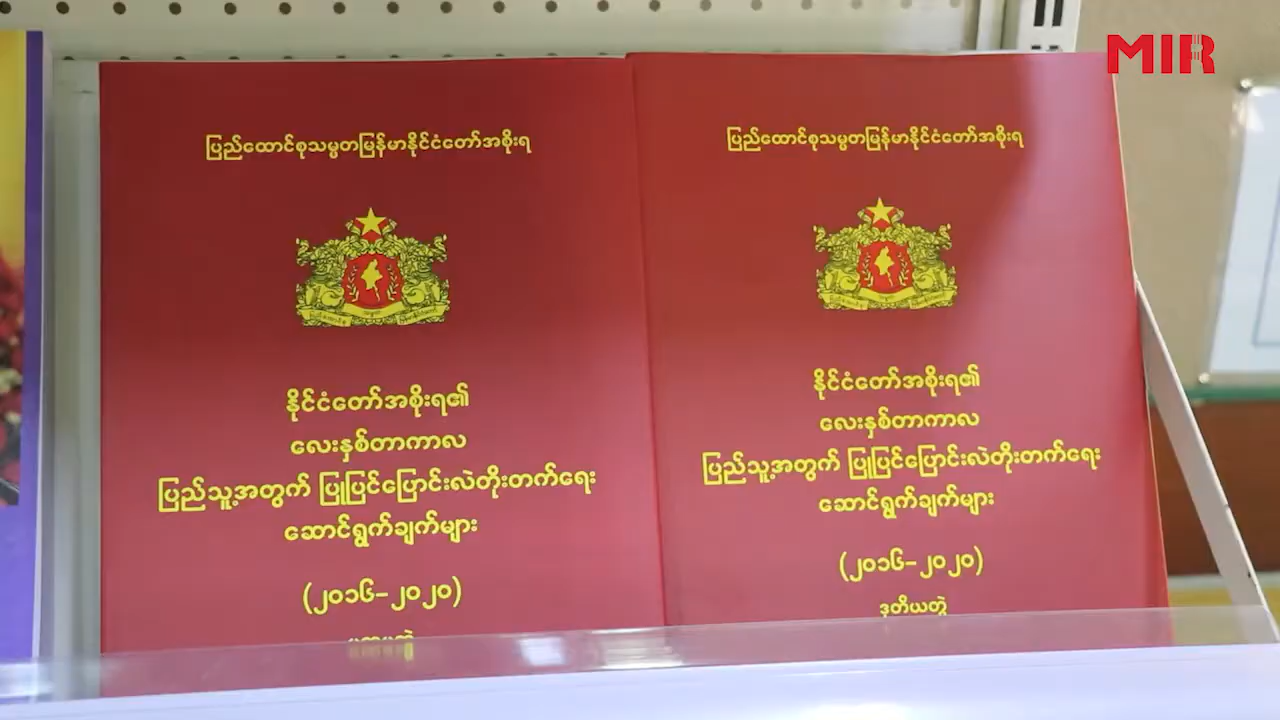 MIR
ပြည်ထောင်စုသမ္မတမြန်မာနိုင်ငံတော်အစိုးရ
နိုင်ငံတော်အစိုးရ၏
လေးနှစ်တာကာလ
ပြည်သူ့အတွက် ပြုပြင်ပြောင်းလဲတိုးတက်ရေး
ဆောင်ရွက်ချက်များ
(၂၀၁၆-၂၀၂၀)
ပြည်ထောင်စုသမ္မတမြန်မာနိုင်ငံတော်အစိုးရ
နိုင်ငံတော်အစိုးရ၏
လေးနှစ်တာကာလ
ပြည်သူ့အတွက် ပြုပြင်ပြောင်းလဲတိုးတက်ရေး
ဆောင်ရွက်ချက်များ
(၂၀၁၆-၂၀၂၀)
ဒုတိယတွဲ